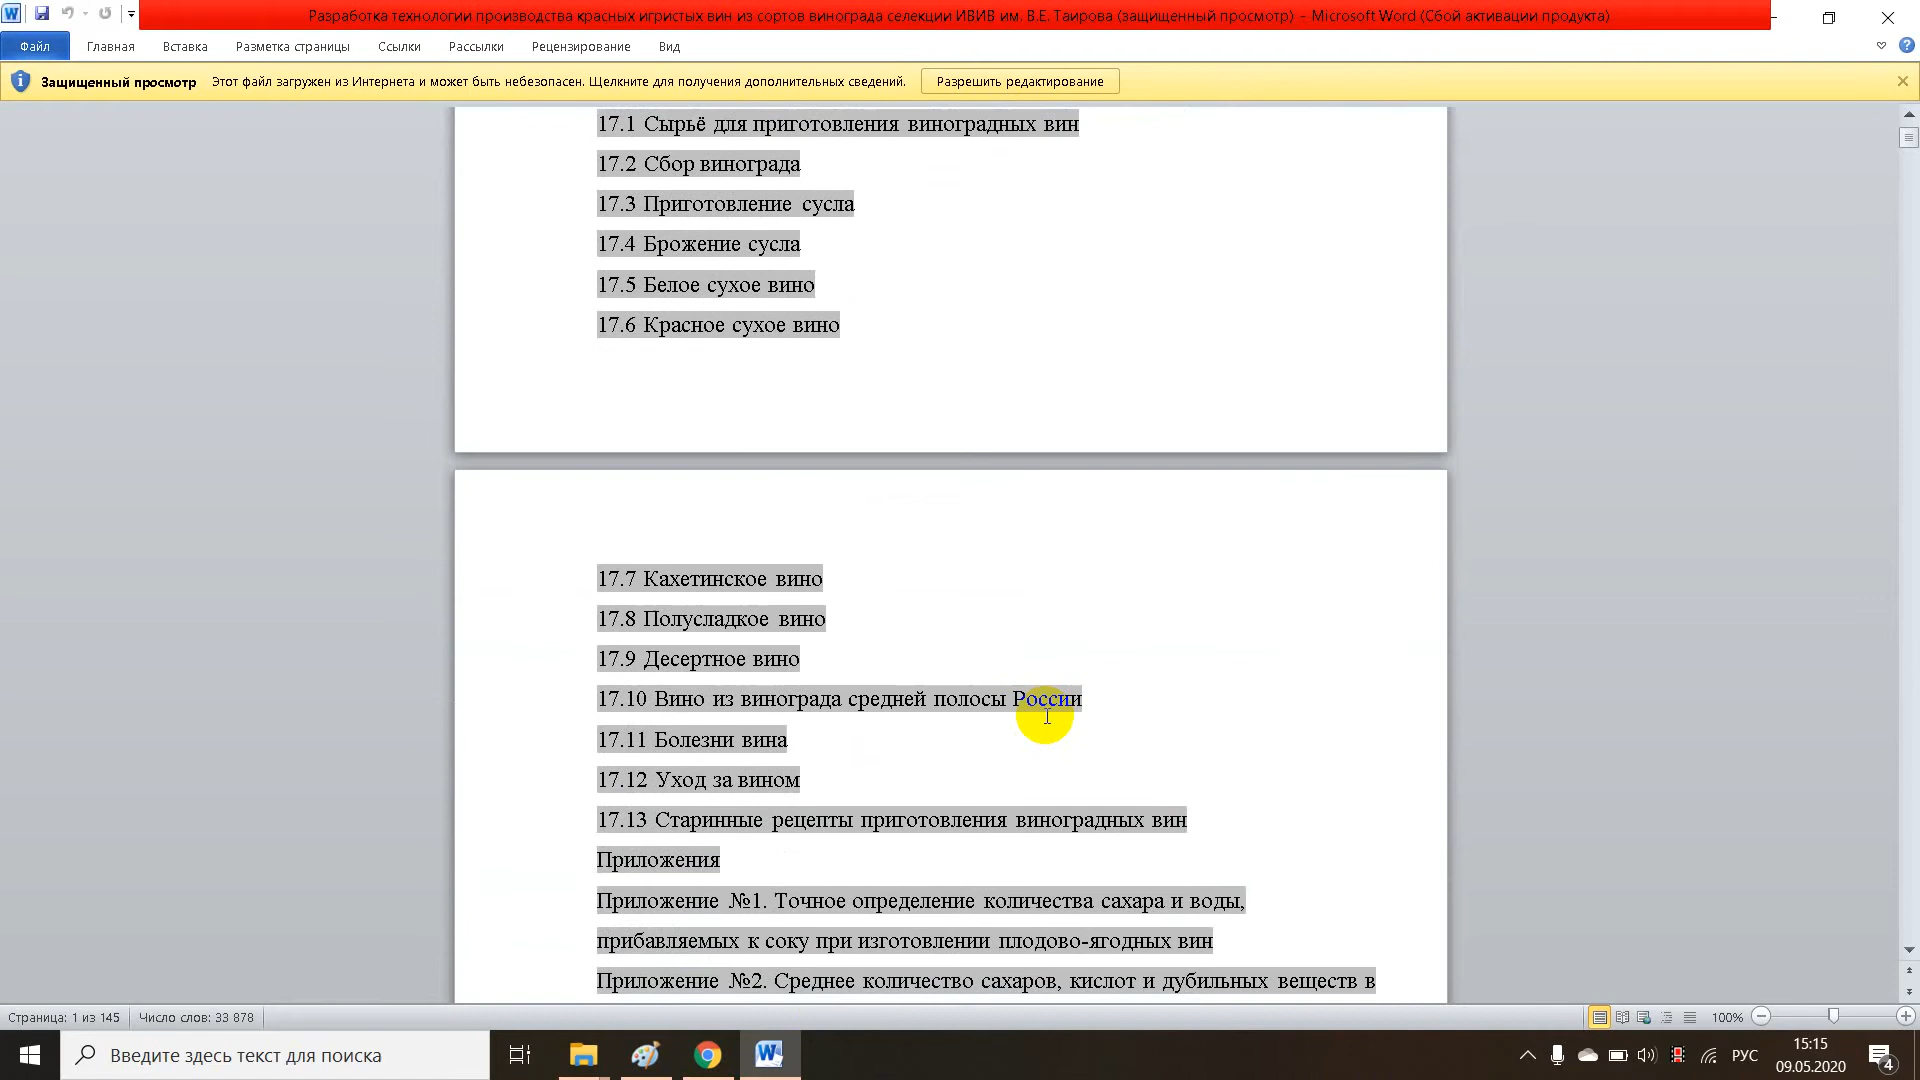 Разработка технологии производства красных игристых вин из сортов винограда селекции ИВИВ им. В.Е. Таирова (защищенный просмотр) – Microsoft Word (Сбой активации продукта)
Файл Главная Вставка Разметка страницы Ссылки Рассылки Рецензирование Вид
Защищенный просмотр Этот файл загружен из Интернета и может быть небезопасен. Щелкните для получения дополнительных сведений. Разрешить редактирование
17.1 Сырьё для приготовления виноградных вин
17.2 Сбор винограда
17.3 Приготовление сусла
17.4 Брожение сусла
17.5 Белое сухое вино
17.6 Красное сухое вино
17.7 Кахетинское вино
17.8 Полусладкое вино
17.9 Десертное вино
17.10 Вино из винограда средней полосы России
17.11 Болезни вина
17.12 Уход за вином
17.13 Старинные рецепты приготовления виноградных вин
Приложения
Приложение №1. Точное определение количества сахара и воды,
прибавляемых к соку при изготовлении плодово-ягодных вин
Приложение №2. Среднее количество сахаров, кислот и дубильных веществ в
Страница: 1 из 145 Число слов: 33 878 100%
Введите здесь текст для поиска РУС 15:15
09.05.2020 4